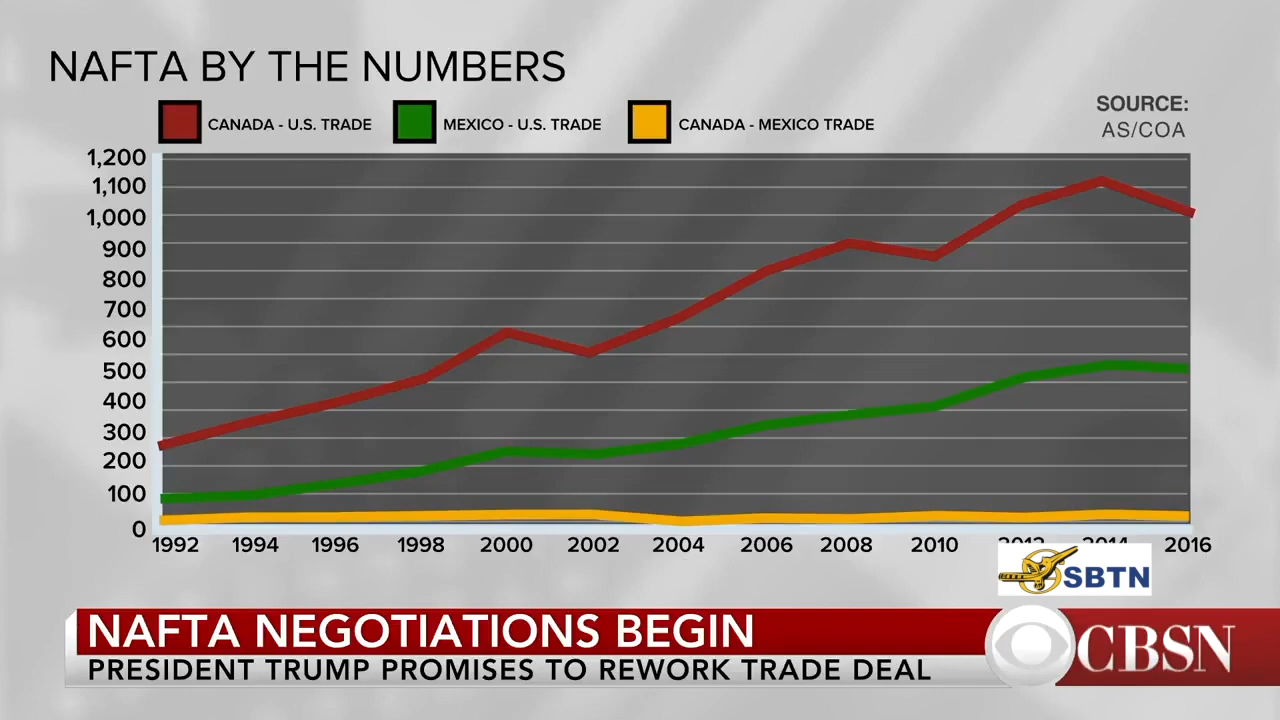 NAFTA BY THE NUMBERS
CANADA - U.S. TRADE
MEXICO - U.S. TRADE
CANADA - MEXICO TRADE
SOURCE:
AS/COA
1,200
1,100
1,000
900
800
700
600
500
400
300
200
100
0
1992 1994 1996 1998 2000 2002 2004 2006 2008 2010 2012 2014 2016
SBTN
NAFTA NEGOTIATIONS BEGIN
PRESIDENT TRUMP PROMISES TO REWORK TRADE DEAL
CBSN